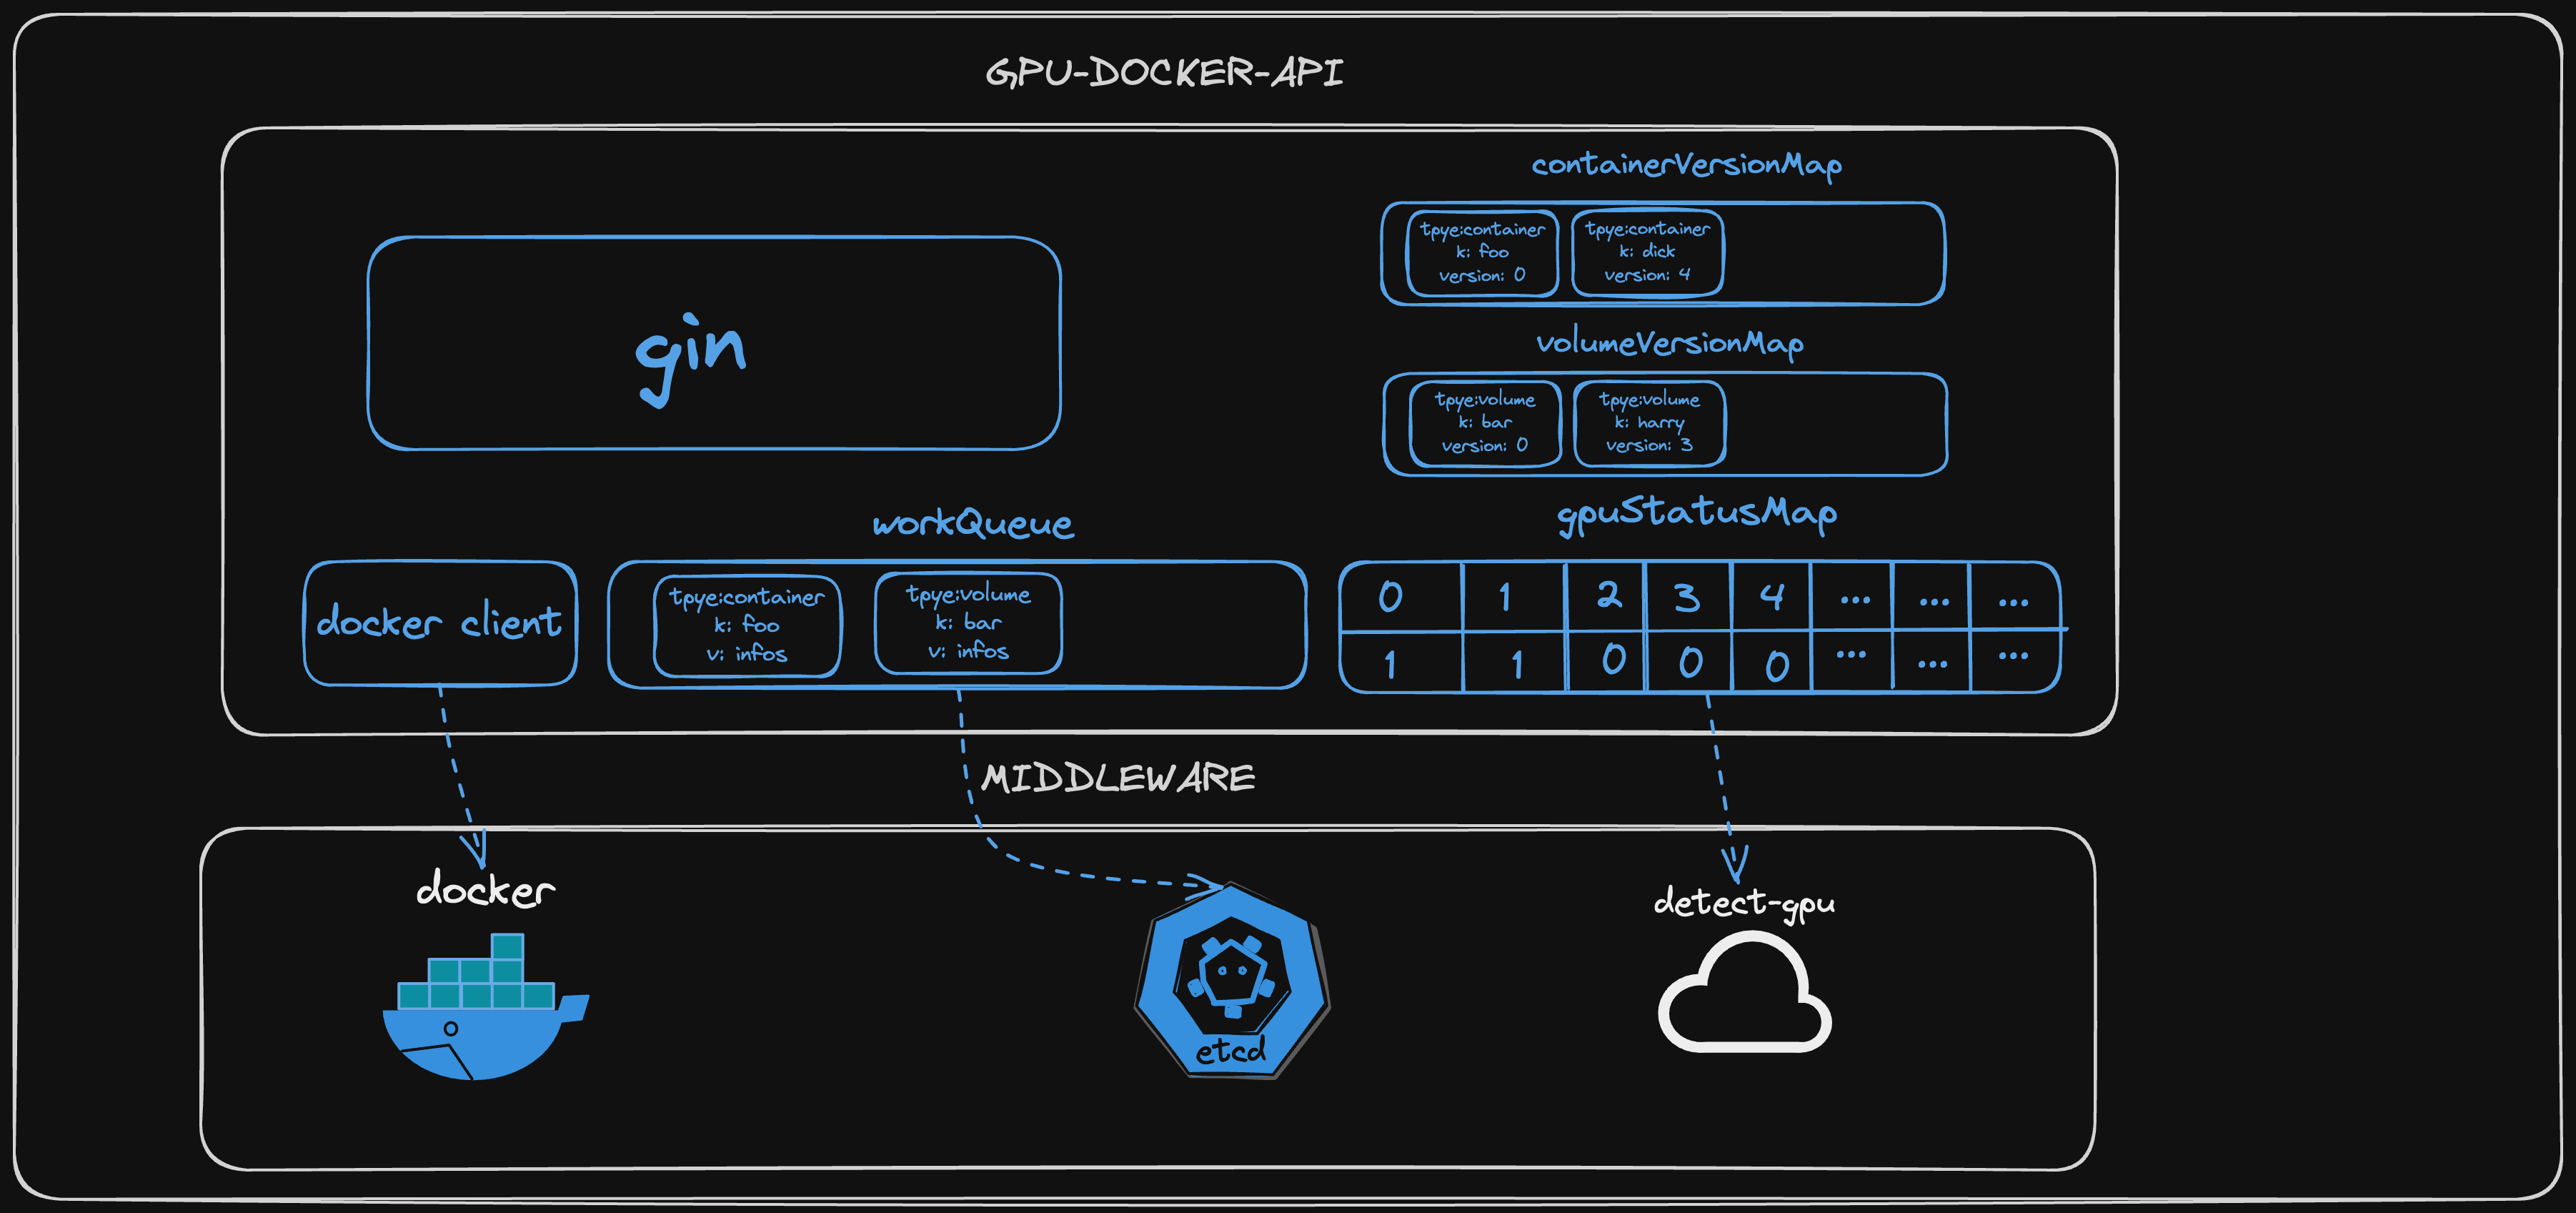 GPU-DOCKER-API
containerVersionMap
tpye:container
k: foo
version: 0
tpye:container
k: dick
version: 4
gin
volumeVersionMap
tpye:volume
k: bar
version: 0
tpye:volume
k: harry
version: 3
docker client
workQueue
tpye:container
k: foo
v: infos
tpye:volume
k: bar
v: infos
gpuStatusMap
0 1 2 3 4 ... ... ...
1 1 0 0 0 ... ... ...
MIDDLEWARE
docker
etcd
detect-gpu